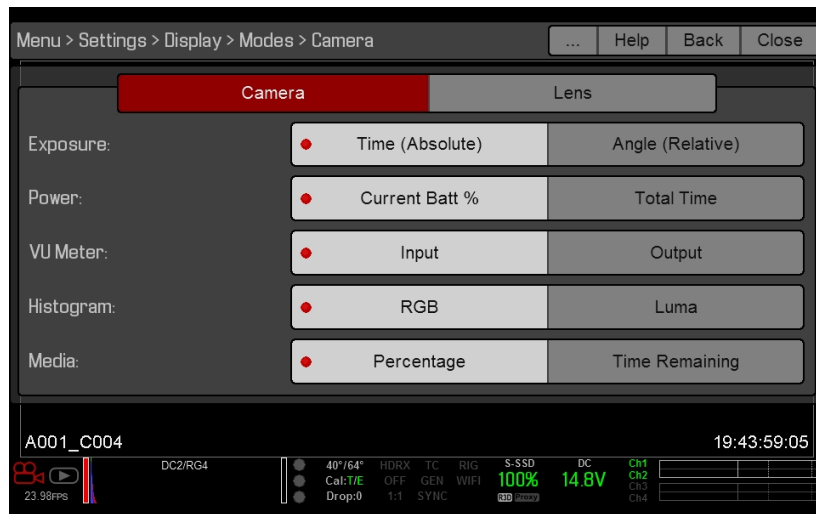 Menu > Settings > Display > Modes > Camera ... Help Back Close
Camera Lens
Exposure: Time (Absolute) Angle (Relative)
Power: Current Batt % Total Time
VU Meter: Input Output
Histogram: RGB Luma
Media: Percentage Time Remaining
A001_C004 19:43:59:05
DC2/RG4 40°/64° HDRX TC RIG S-SSD DC Ch1
Cal:T/E OFF GEN WIFI 100% 14.8V Ch2
23.98FPS Drop:0 1:1 SYNC R3D Proxy Ch3
Ch4